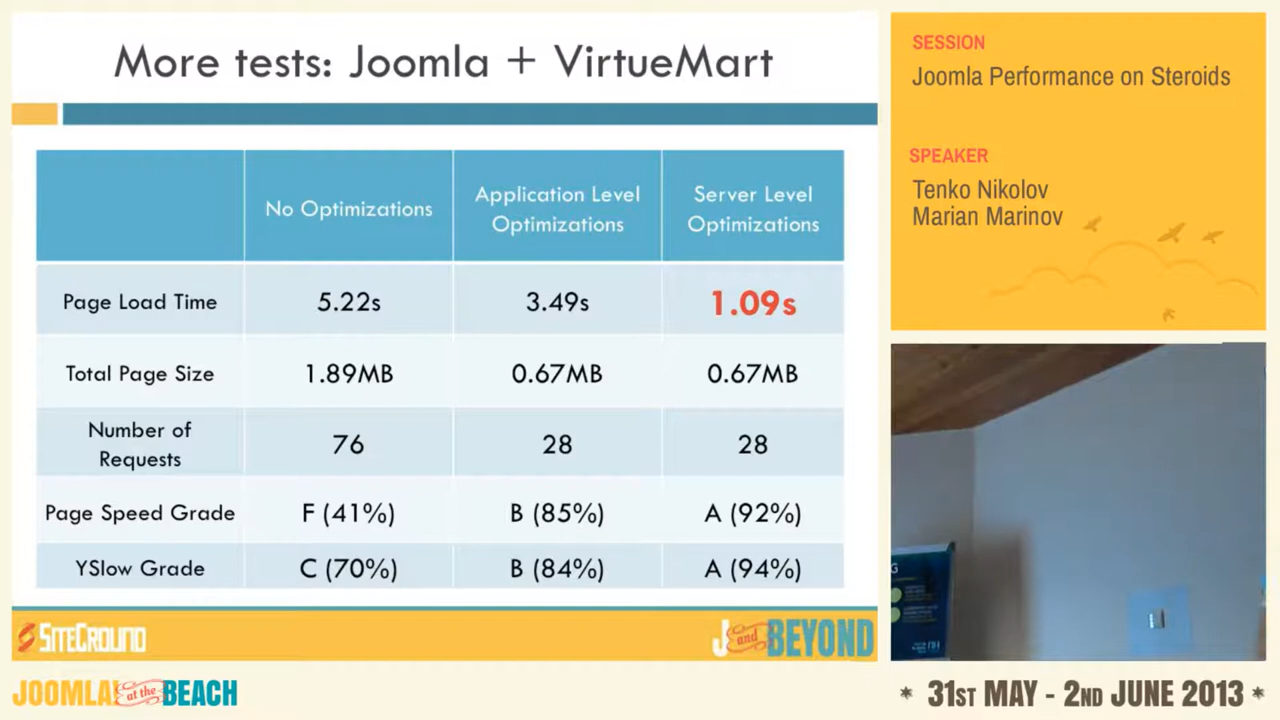 More tests: Joomla + VirtueMart
No Optimizations
Application Level
Optimizations
Server Level
Optimizations
Page Load Time
5.22s
3.49s
1.09s
Total Page Size
1.89MB
0.67MB
0.67MB
Number of
Requests
76
28
28
Page Speed Grade
F (41%)
B (85%)
A (92%)
YSlow Grade
C (70%)
B (84%)
A (94%)
SITEGROUND
J and BEYOND
SESSION
Joomla Performance on Steroids
SPEAKER
Tenko Nikolov
Marian Marinov
JOOMLA! at the BEACH
* 31ST MAY - 2ND JUNE 2013 *